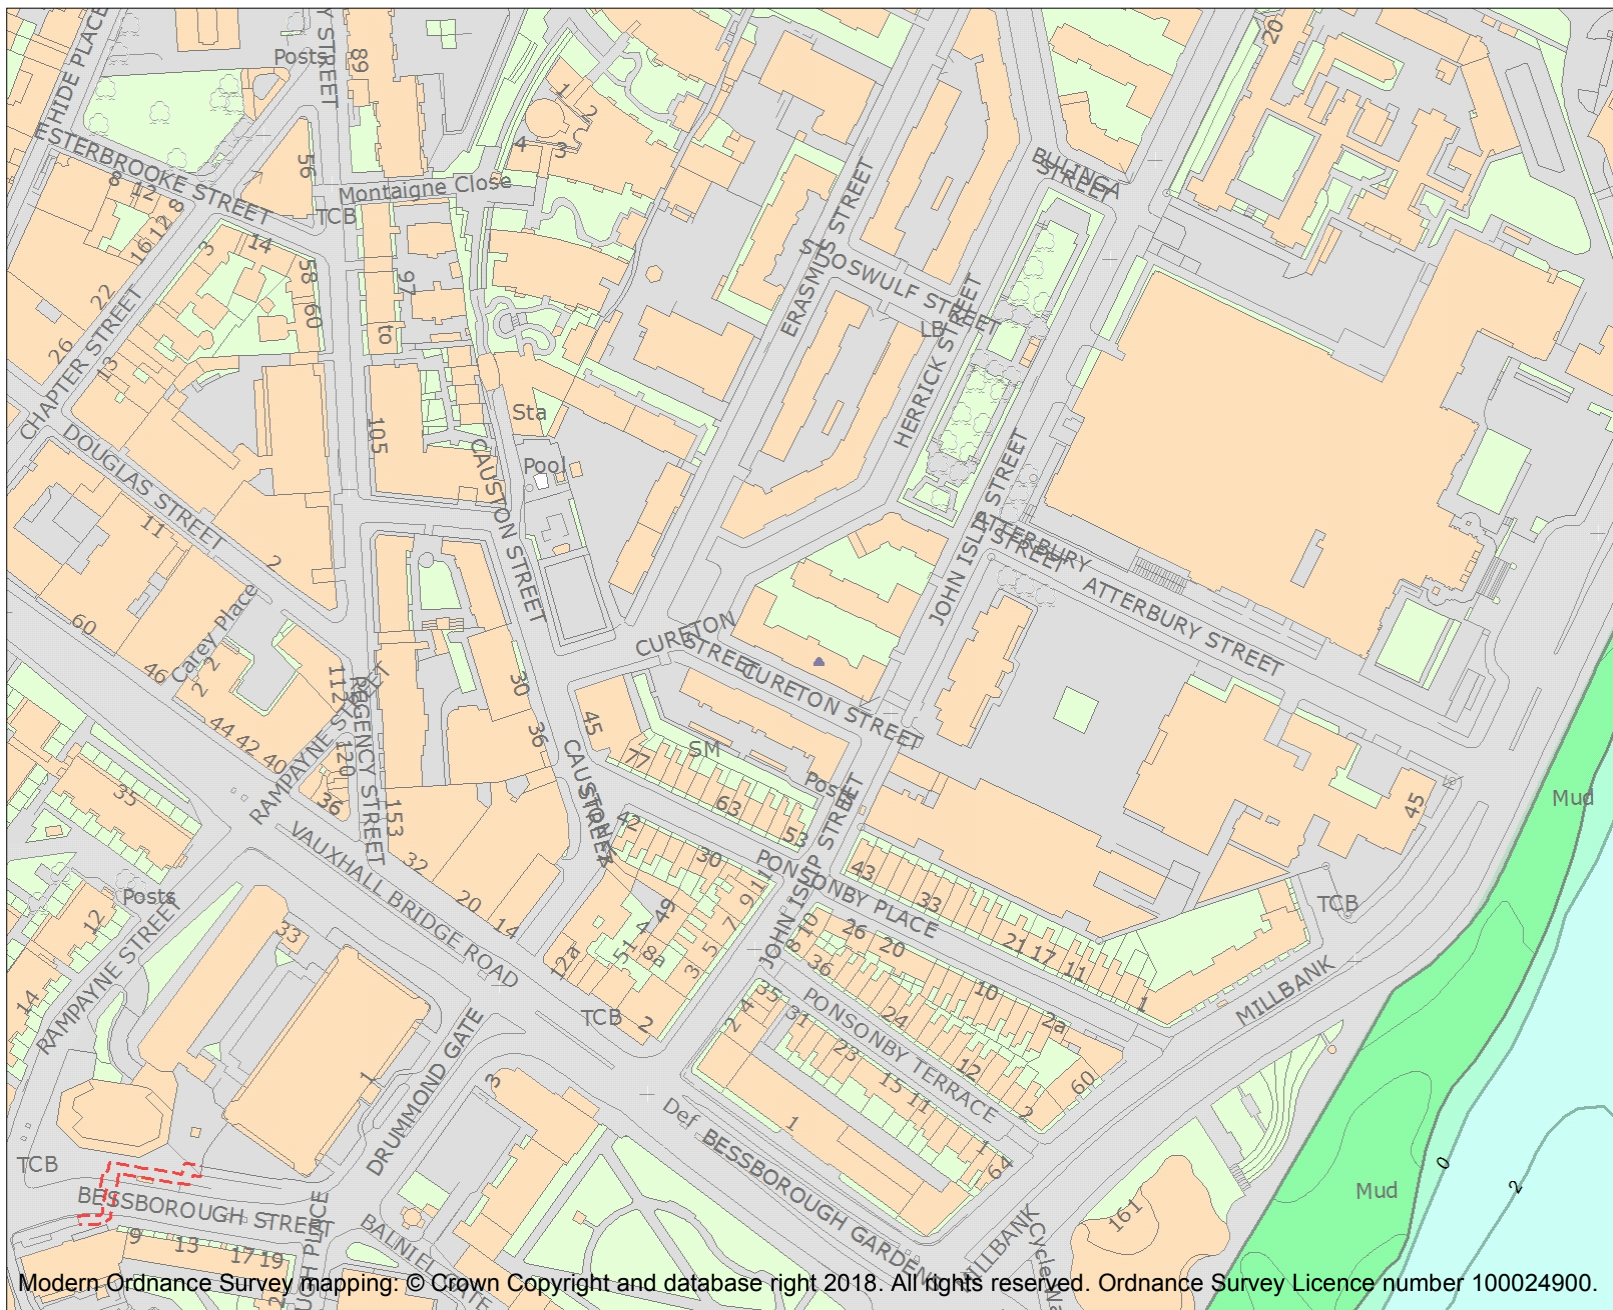 HIDE PLACE
Y STREET
Posts
89
20
1
2
C
4
3
ESTERBROOKE STREET
8
12
56
Montaigne Close
TCB
BULINGA
STREET
8
12
16
3
14
58
60
97
to
ERASMUS STREET
ST OSWULF STREET
LB
HERRICK STREET
22
26
13
CHAPTER STREET
105
Sta
Pool
DOUGLAS STREET
11
2
CAUSTON STREET
JOHN ISLIP STREET
ATTERBURY
STREET
ATTERBURY STREET
60
46
Carey Place
2
2
44
42
40
112
REGENCY STREET
120
RAMPAYNE STREET
36
30
36
45
CURETON
STREET
CURETON STREET
SM
77
63
53
Posts
CAUSTON
STREET
35
153
32
20
14
VAUXHALL BRIDGE ROAD
42
30
11
9
7
5
3
49
4
51
8a
12a
2
TCB
JOHN ISLIP STREET
PONSONBY PLACE
43
33
21
17
11
1
45
Mud
TCB
MILLBANK
Posts
12
33
14
RAMPAYNE STREET
8
10
26
20
36
10
2a
35
4
2
31
24
PONSONBY TERRACE
23
15
11
12
2
60
1
64
1
DRUMMOND GATE
3
1
Def
BESSBOROUGH GARDENS
TCB
BESSBOROUGH STREET
9
13
17
19
UGH PLACE
BALNIEL
MILLBANK
161
Mud
0
2
Modern Ordnance Survey mapping: © Crown Copyright and database right 2018. All rights reserved. Ordnance Survey Licence number 100024900.